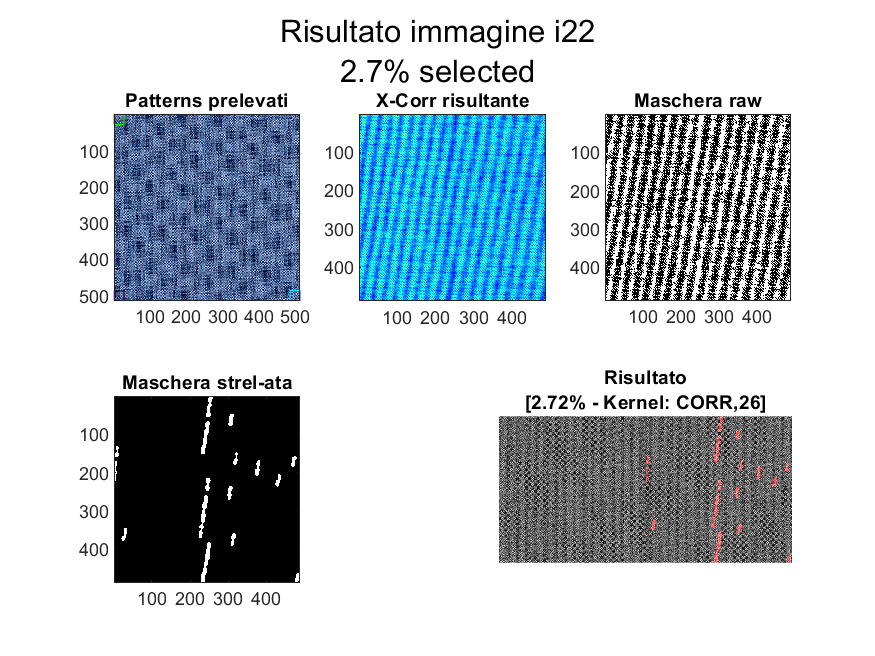 Risultato immagine i22
2.7% selected
Patterns prelevati
100
200
300
400
500
100 200 300 400 500
X-Corr risultante
100
200
300
400
100 200 300 400
Maschera raw
100
200
300
400
100 200 300 400
Maschera strel-ata
100
200
300
400
100 200 300 400
Risultato
[2.72% - Kernel: CORR,26]